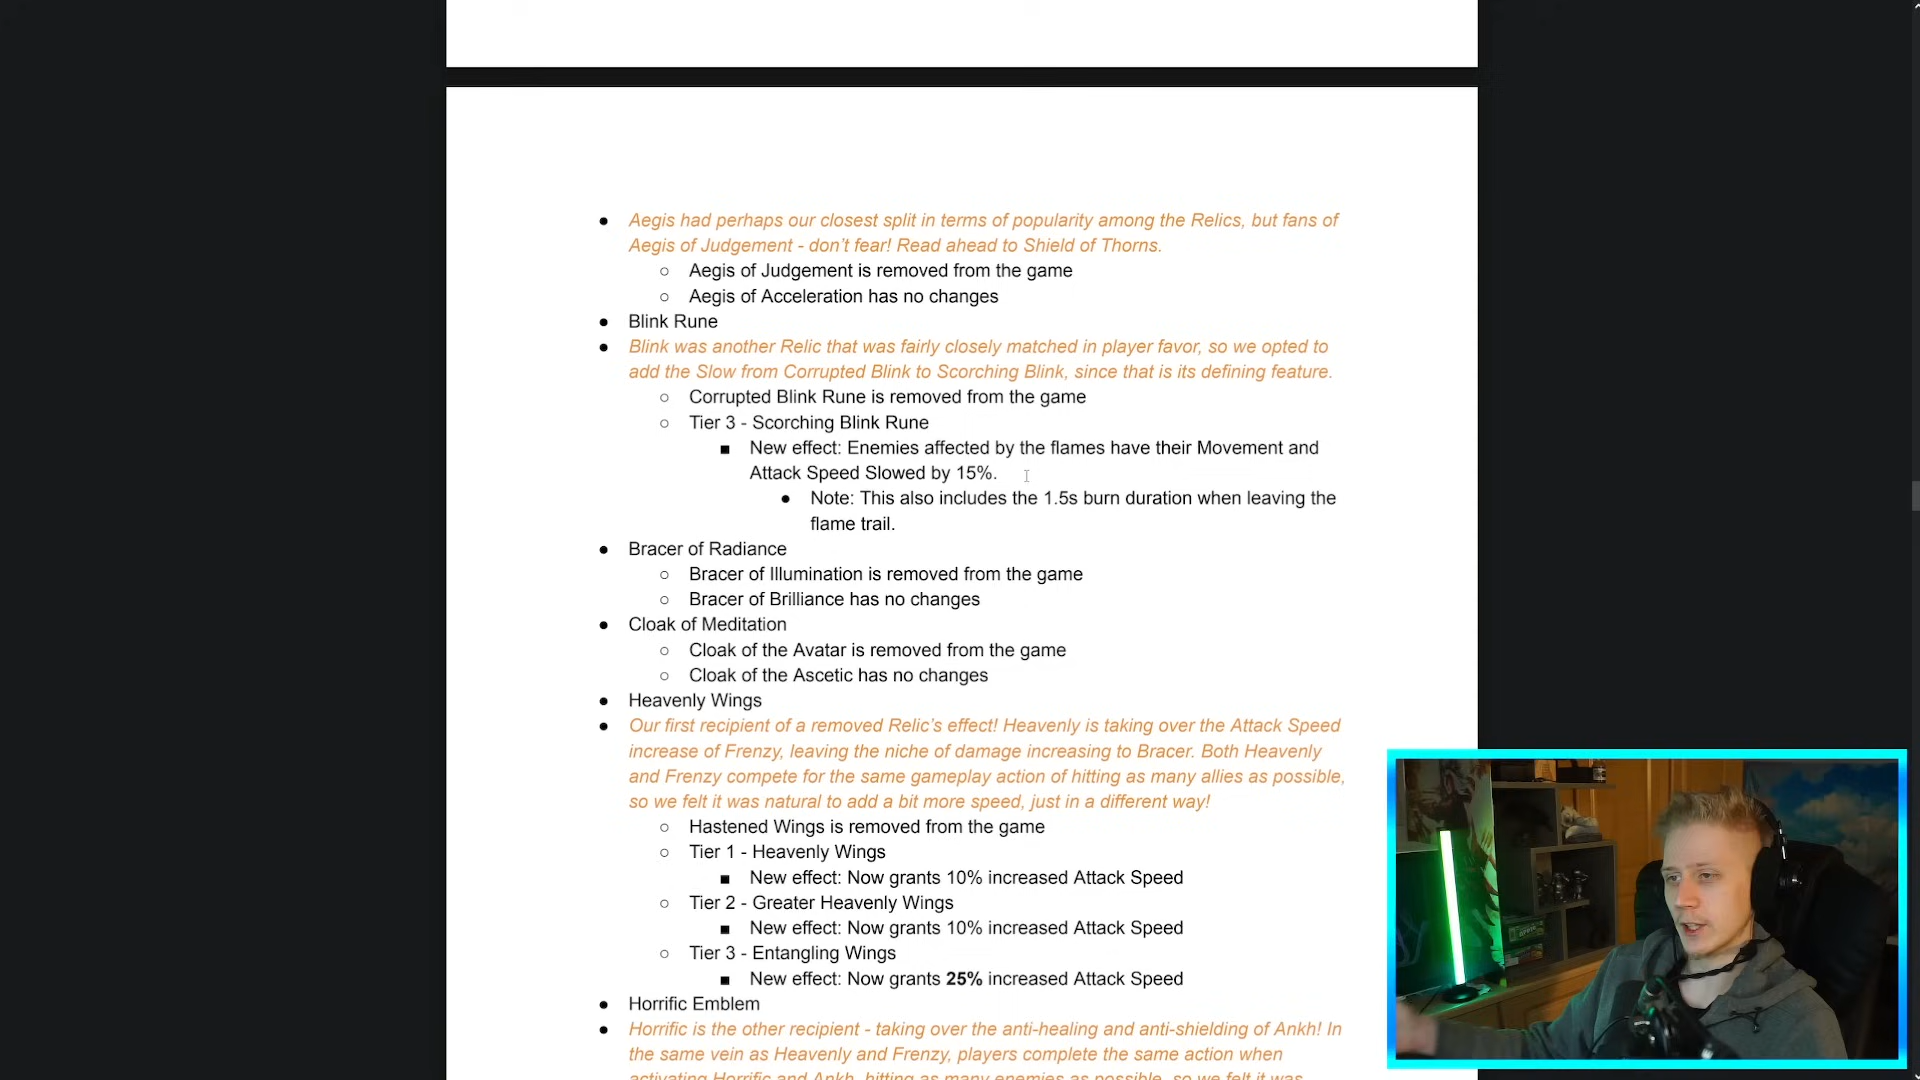 Aegis had perhaps our closest split in terms of popularity among the Relics, but fans of
Aegis of Judgement - don't fear! Read ahead to Shield of Thorns.
Aegis of Judgement is removed from the game
Aegis of Acceleration has no changes
Blink Rune
Blink was another Relic that was fairly closely matched in player favor, so we opted to
add the Slow from Corrupted Blink to Scorching Blink, since that is its defining feature.
Corrupted Blink Rune is removed from the game
Tier 3 - Scorching Blink Rune
New effect: Enemies affected by the flames have their Movement and
Attack Speed Slowed by 15%.
Note: This also includes the 1.5s burn duration when leaving the
flame trail.
Bracer of Radiance
Bracer of Illumination is removed from the game
Bracer of Brilliance has no changes
Cloak of Meditation
Cloak of the Avatar is removed from the game
Cloak of the Ascetic has no changes
Heavenly Wings
Our first recipient of a removed Relic's effect! Heavenly is taking over the Attack Speed
increase of Frenzy, leaving the niche of damage increasing to Bracer. Both Heavenly
and Frenzy compete for the same gameplay action of hitting as many allies as possible,
so we felt it was natural to add a bit more speed, just in a different way!
Hastened Wings is removed from the game
Tier 1 - Heavenly Wings
New effect: Now grants 10% increased Attack Speed
Tier 2 - Greater Heavenly Wings
New effect: Now grants 10% increased Attack Speed
Tier 3 - Entangling Wings
New effect: Now grants 25% increased Attack Speed
Horrific Emblem
Horrific is the other recipient - taking over the anti-healing and anti-shielding of Ankh! In
the same vein as Heavenly and Frenzy, players complete the same action when
activating Horrific and Ankh, hitting as many enemies as possible, so we felt it was